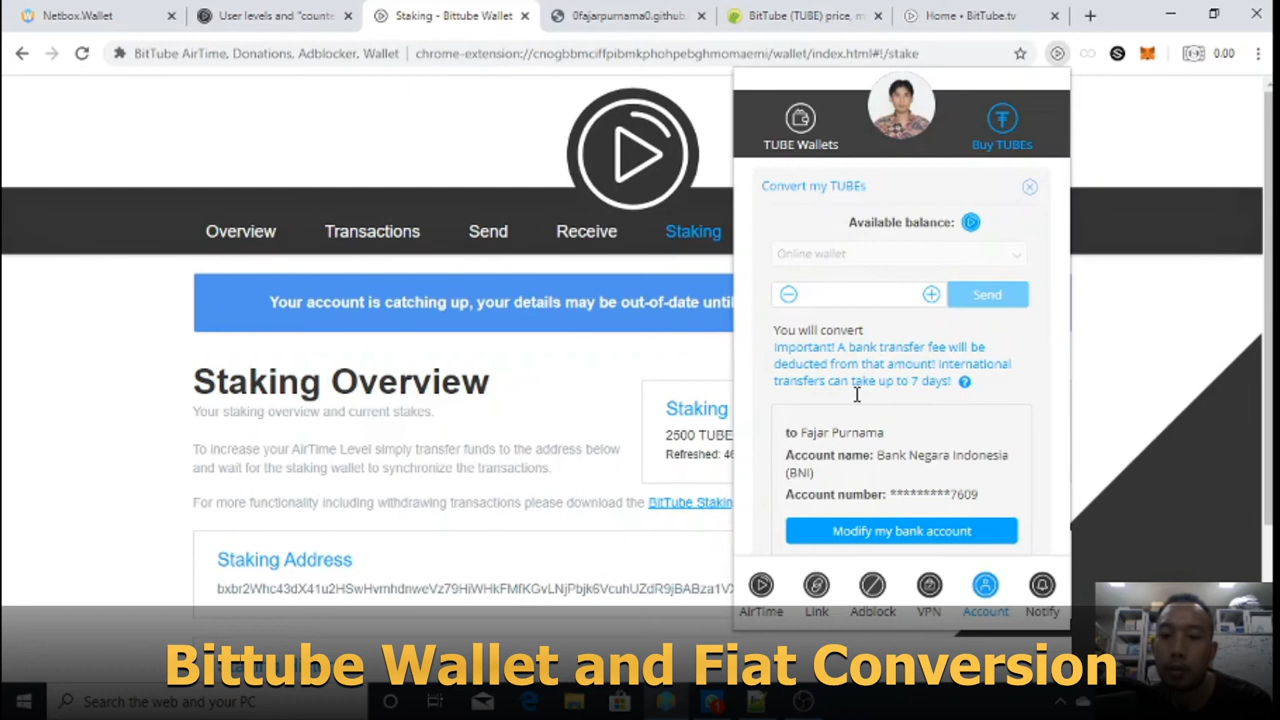 Netbox.Wallet
User levels and "counte
Staking - Bittube Wallet
0fajarpurnama0.github
BitTube (TUBE) price, m
Home • BitTube.tv
BitTube AirTime, Donations, Adblocker, Wallet
chrome-extension://cnogbbmciffpibmkphohpebghmomaemi/wallet/index.html#!/stake
0.00
Overview
Transactions
Send
Receive
Staking
Your account is catching up, your details may be out-of-date until
Staking Overview
Your staking overview and current stakes.
To increase your AirTime Level simply transfer funds to the address below
and wait for the staking wallet to synchronize the transactions.
For more functionality including withdrawing transactions please download the BitTube Stakin
Staking
2500 TUBE
Refreshed: 46
Staking Address
TUBE Wallets
Buy TUBEs
Convert my TUBEs
Available balance:
Online wallet
Send
You will convert
Important! A bank transfer fee will be
deducted from that amount! International
transfers can take up to 7 days!
to Fajar Purnama
Account name: Bank Negara Indonesia
(BNI)
Account number: *********7609
Modify my bank account
AirTime
Link
Adblock
VPN
Account
Notify
Bittube Wallet and Fiat Conversion
Search the web and your PC